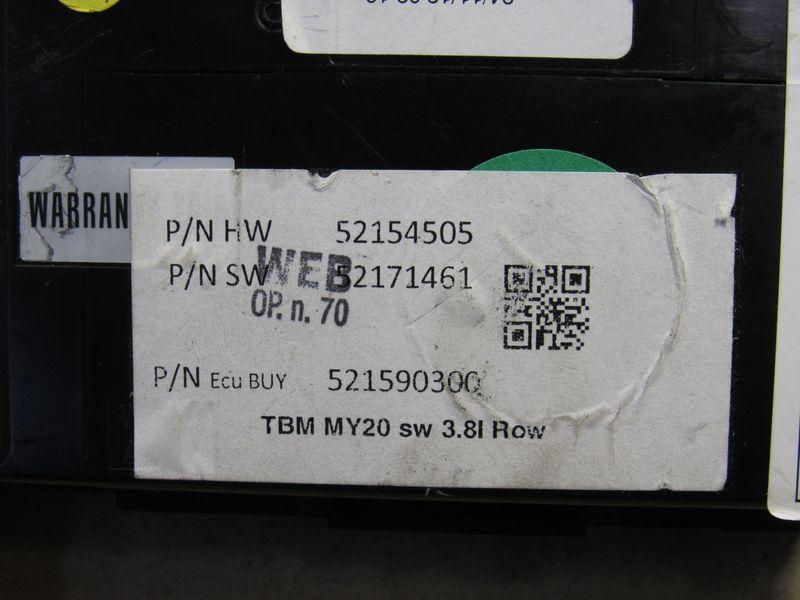 WARRAN
P/N HW 52154505
P/N SW 52171461
WEB
OP. n. 70
P/N Ecu BUY 521590300
TBM MY20 sw 3.8l Row